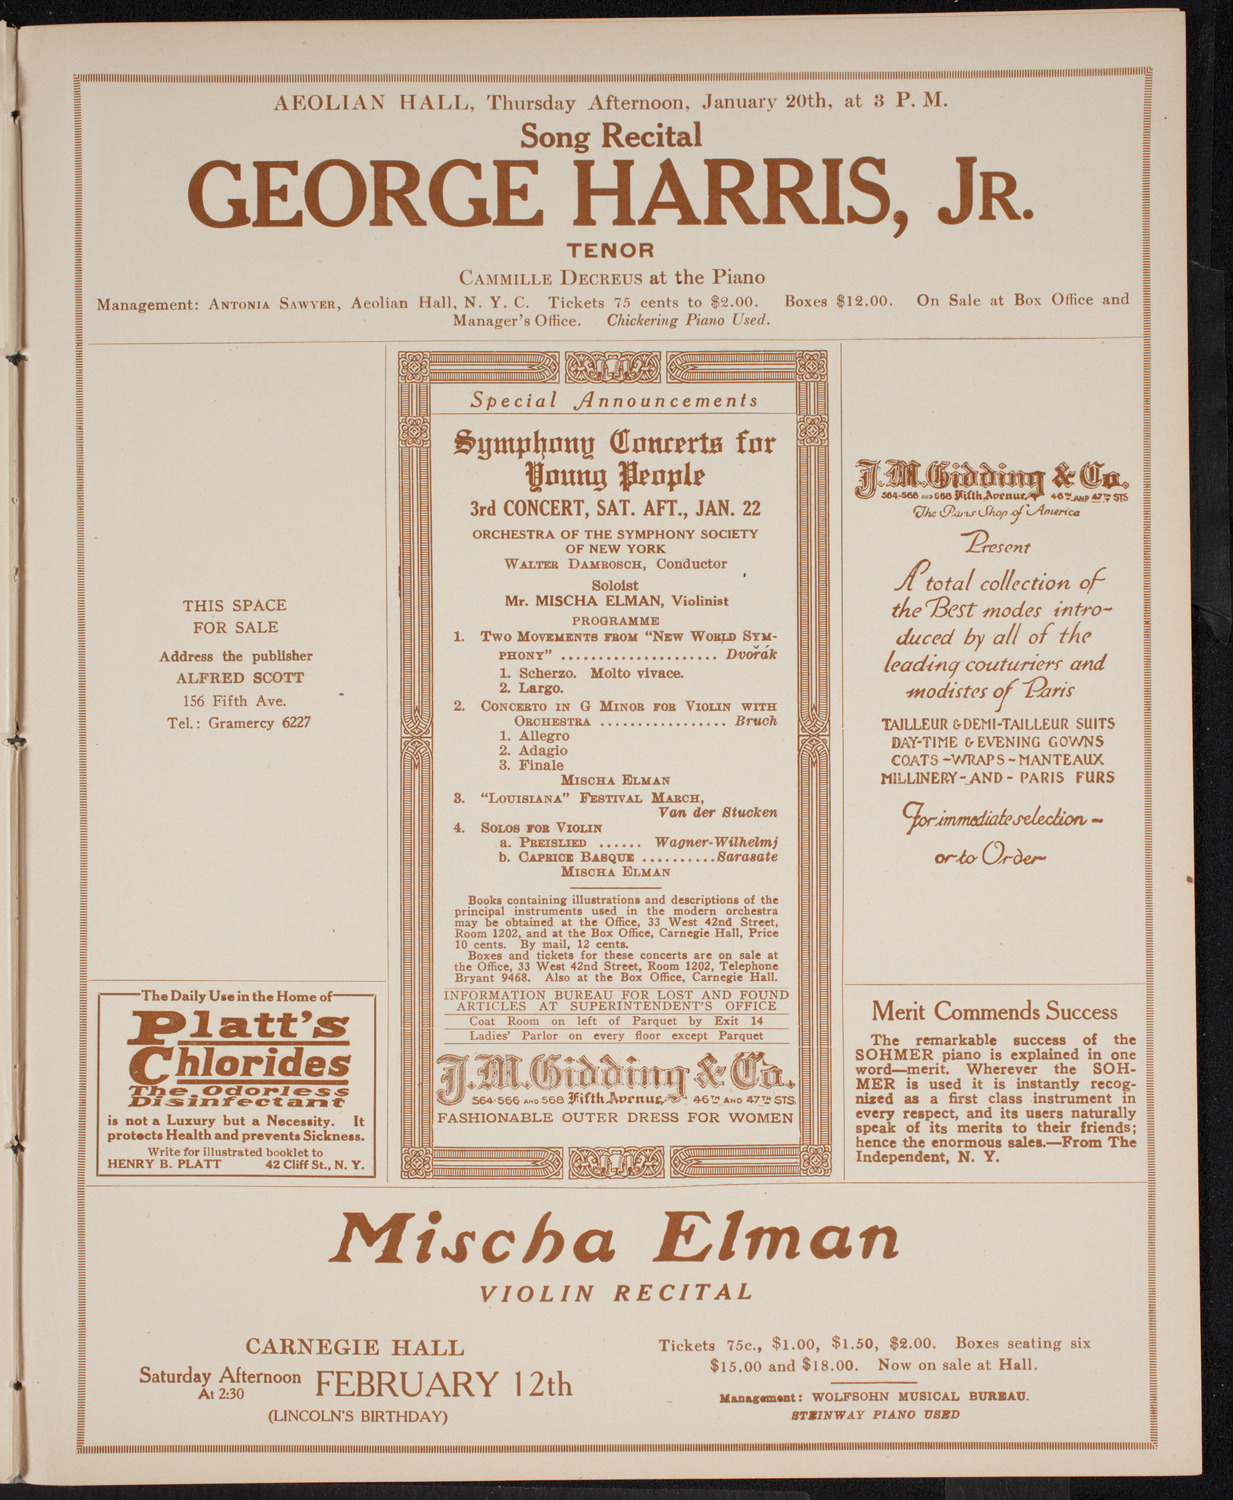 AEOLIAN HALL, Thursday Afternoon, January 20th, at 3 P. M.
Song Recital
GEORGE HARRIS, JR.
TENOR
CAMMILLE DECREUS at the Piano
Management: ANTONIA SAWYER, Aeolian Hall, N. Y. C. Tickets 75 cents to $2.00. Boxes $12.00. On Sale at Box Office and
Manager's Office. Chickering Piano Used.
THIS SPACE
FOR SALE
Address the publisher
ALFRED SCOTT
156 Fifth Ave.
Tel.: Gramercy 6227
The Daily Use in the Home of
Platt's
Chlorides
The Odorless
Disinfectant
is not a Luxury but a Necessity. It
protects Health and prevents Sickness.
Write for illustrated booklet to
HENRY B. PLATT 42 Cliff St., N. Y.
Special Announcements
Symphony Concerts for
Young People
3rd CONCERT, SAT. AFT., JAN. 22
ORCHESTRA OF THE SYMPHONY SOCIETY
OF NEW YORK
WALTER DAMROSCH, Conductor
Soloist
Mr. MISCHA ELMAN, Violinist
PROGRAMME
1. TWO MOVEMENTS FROM "NEW WORLD SYM-
PHONY" .................... Dvořák
1. Scherzo. Molto vivace.
2. Largo.
2. CONCERTO IN G MINOR FOR VIOLIN WITH
ORCHESTRA ................. Bruch
1. Allegro
2. Adagio
3. Finale
MISCHA ELMAN
3. "LOUISIANA" FESTIVAL MARCH,
Van der Stucken
4. SOLOS FOR VIOLIN
a. PREISLIED ...... Wagner-Wilhelmj
b. CAPRICE BASQUE ..........Sarasate
MISCHA ELMAN
Books containing illustrations and descriptions of the
principal instruments used in the modern orchestra
may be obtained at the Office, 33 West 42nd Street,
Room 1202, and at the Box Office, Carnegie Hall, Price
10 cents. By mail, 12 cents.
Boxes and tickets for these concerts are on sale at
the Office, 33 West 42nd Street, Room 1202, Telephone
Bryant 9468. Also at the Box Office, Carnegie Hall.
INFORMATION BUREAU FOR LOST AND FOUND
ARTICLES AT SUPERINTENDENT'S OFFICE
Coat Room on left of Parquet by Exit 14
Ladies' Parlor on every floor except Parquet
J.M. Gidding & Co.
564-566 AND 568 Fifth Avenue, 46TH AND 47TH STS.
FASHIONABLE OUTER DRESS FOR WOMEN
J.M. Gidding & Co.
564-566 AND 568 Fifth Avenue, 46TH AND 47TH STS
The Paris Shop of America
Present
A total collection of
the Best modes intro-
duced by all of the
leading couturiers and
modistes of Paris
TAILLEUR & DEMI-TAILLEUR SUITS
DAY-TIME & EVENING GOWNS
COATS - WRAPS - MANTEAUX
MILLINERY - AND - PARIS FURS
For immediate selection -
or to Order
Merit Commends Success
The remarkable success of the
SOHMER piano is explained in one
word—merit. Wherever the SOH-
MER is used it is instantly recog-
nized as a first class instrument in
every respect, and its users naturally
speak of its merits to their friends;
hence the enormous sales.—From The
Independent, N. Y.
Mischa Elman
VIOLIN RECITAL
CARNEGIE HALL
Saturday Afternoon
At 2:30
FEBRUARY 12th
(LINCOLN'S BIRTHDAY)
Tickets 75c., $1.00, $1.50, $2.00. Boxes seating six
$15.00 and $18.00. Now on sale at Hall.
Management: WOLFSOHN MUSICAL BUREAU.
STEINWAY PIANO USED